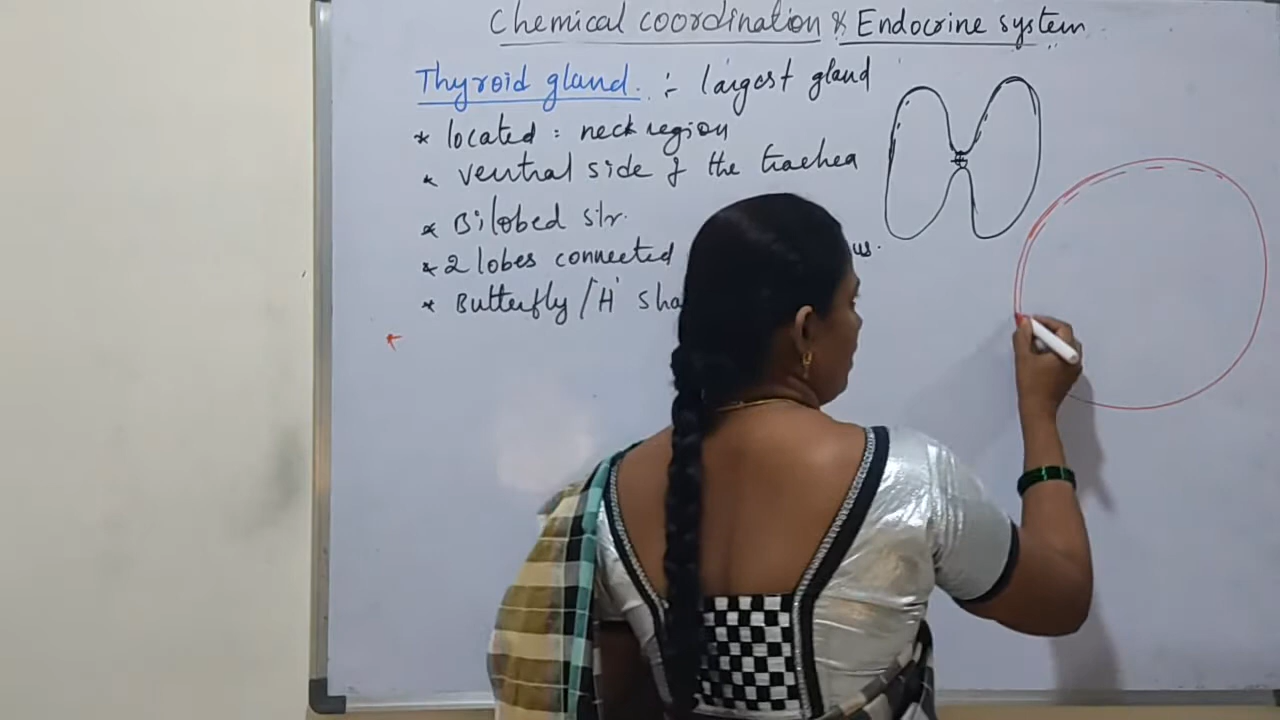 Chemical coordination & Endocrine system
Thyroid gland :- largest gland
* located : neck region
* ventral side of the trachea
* Bilobed str.
* 2 lobes connected
* Butterfly /'H'
*